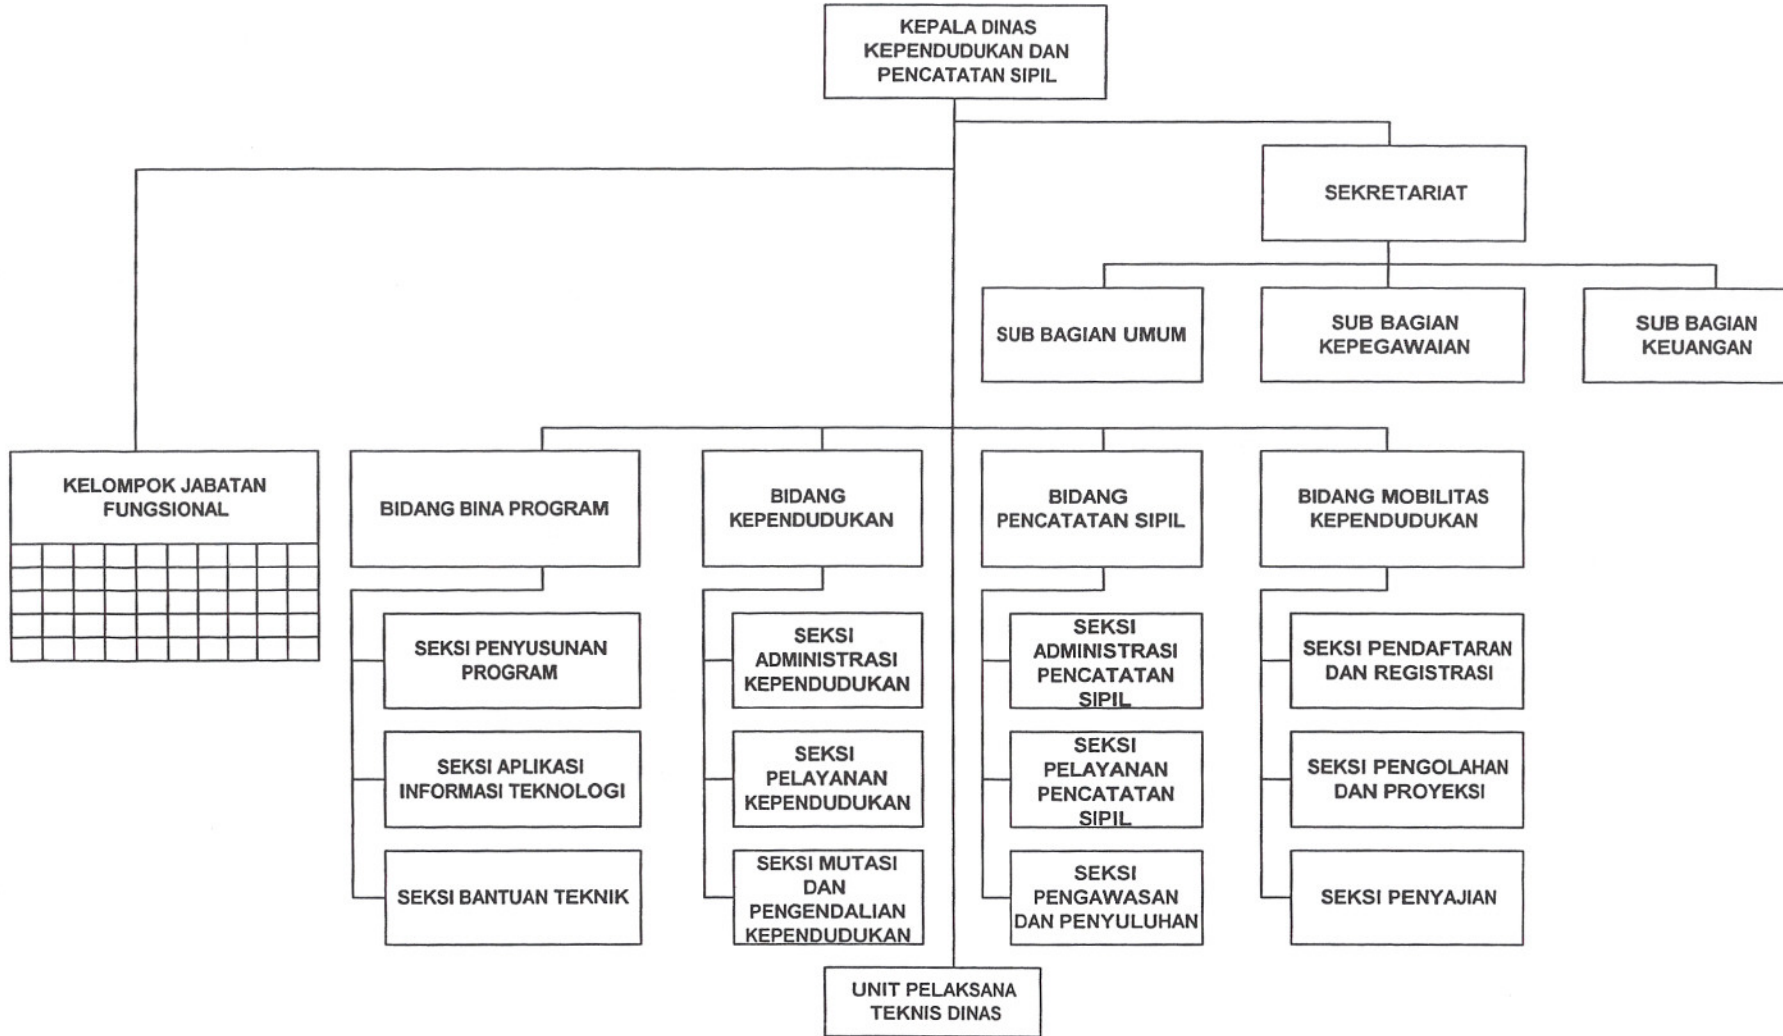 KEPALA DINAS
KEPENDUDUKAN DAN
PENCATATAN SIPIL
SEKRETARIAT
SUB BAGIAN UMUM
SUB BAGIAN
KEPEGAWAIAN
SUB BAGIAN
KEUANGAN
KELOMPOK JABATAN
FUNGSIONAL
BIDANG BINA PROGRAM
BIDANG
KEPENDUDUKAN
BIDANG
PENCATATAN SIPIL
BIDANG MOBILITAS
KEPENDUDUKAN
SEKSI PENYUSUNAN
PROGRAM
SEKSI
ADMINISTRASI
KEPENDUDUKAN
SEKSI
ADMINISTRASI
PENCATATAN
SIPIL
SEKSI PENDAFTARAN
DAN REGISTRASI
SEKSI APLIKASI
INFORMASI TEKNOLOGI
SEKSI
PELAYANAN
KEPENDUDUKAN
SEKSI
PELAYANAN
PENCATATAN
SIPIL
SEKSI PENGOLAHAN
DAN PROYEKSI
SEKSI BANTUAN TEKNIK
SEKSI MUTASI
DAN
PENGENDALIAN
KEPENDUDUKAN
SEKSI
PENGAWASAN
DAN PENYULUHAN
SEKSI PENYAJIAN
UNIT PELAKSANA
TEKNIS DINAS